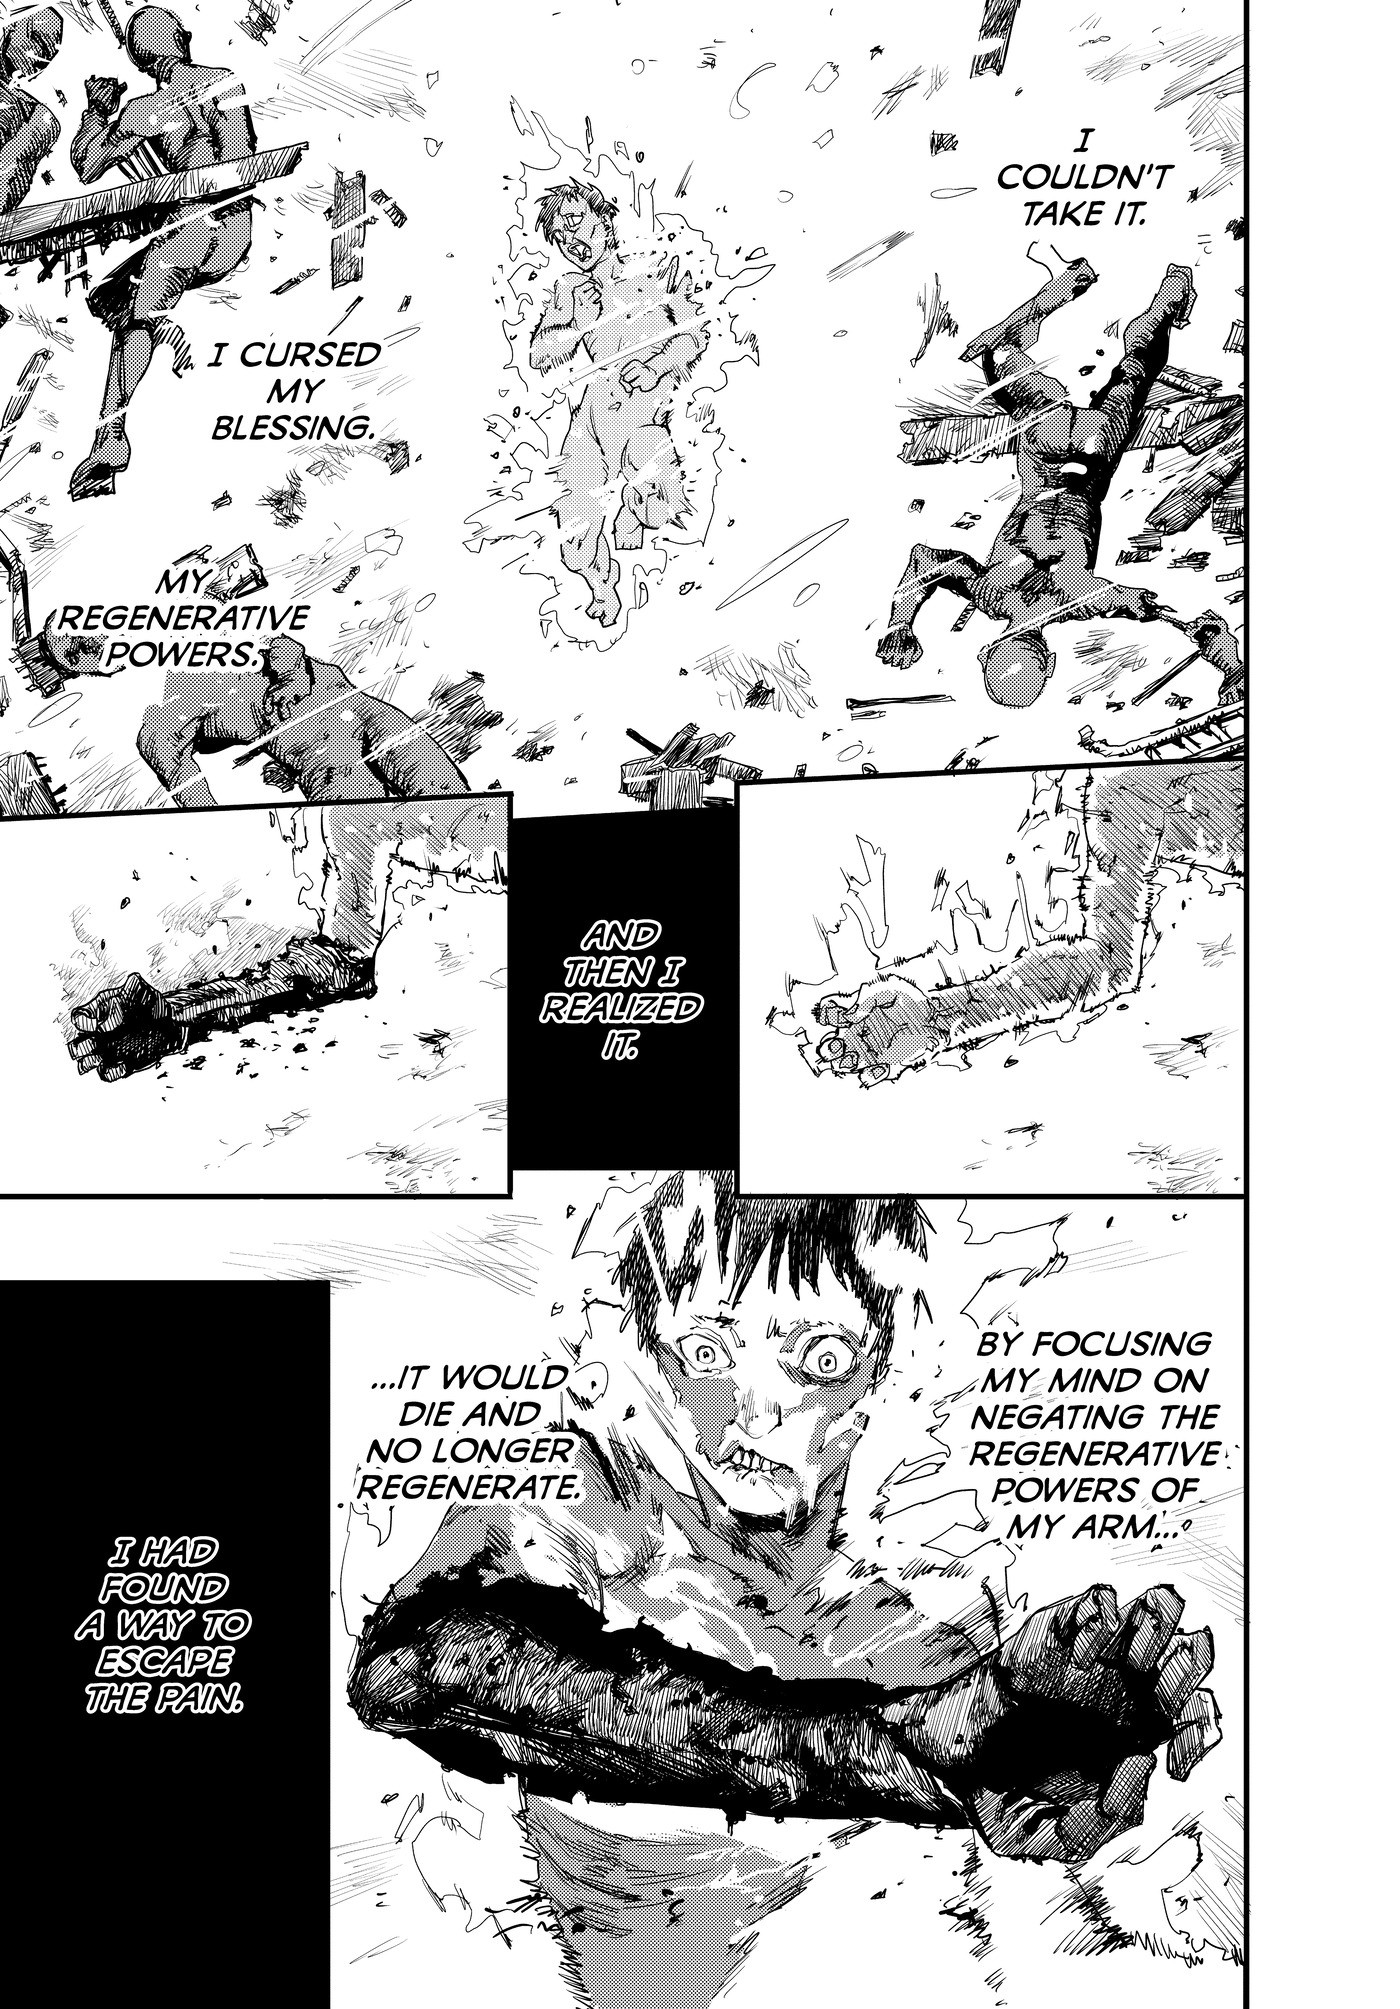 I
COULDN'T
TAKE IT.
I CURSED
MY
BLESSING.
MY
REGENERATIVE
POWERS.
AND
THEN I
REALIZED
IT.
BY FOCUSING
MY MIND ON
NEGATING THE
REGENERATIVE
POWERS OF
MY ARM...
...IT WOULD
DIE AND
NO LONGER
REGENERATE.
I HAD
FOUND
A WAY TO
ESCAPE
THE PAIN.